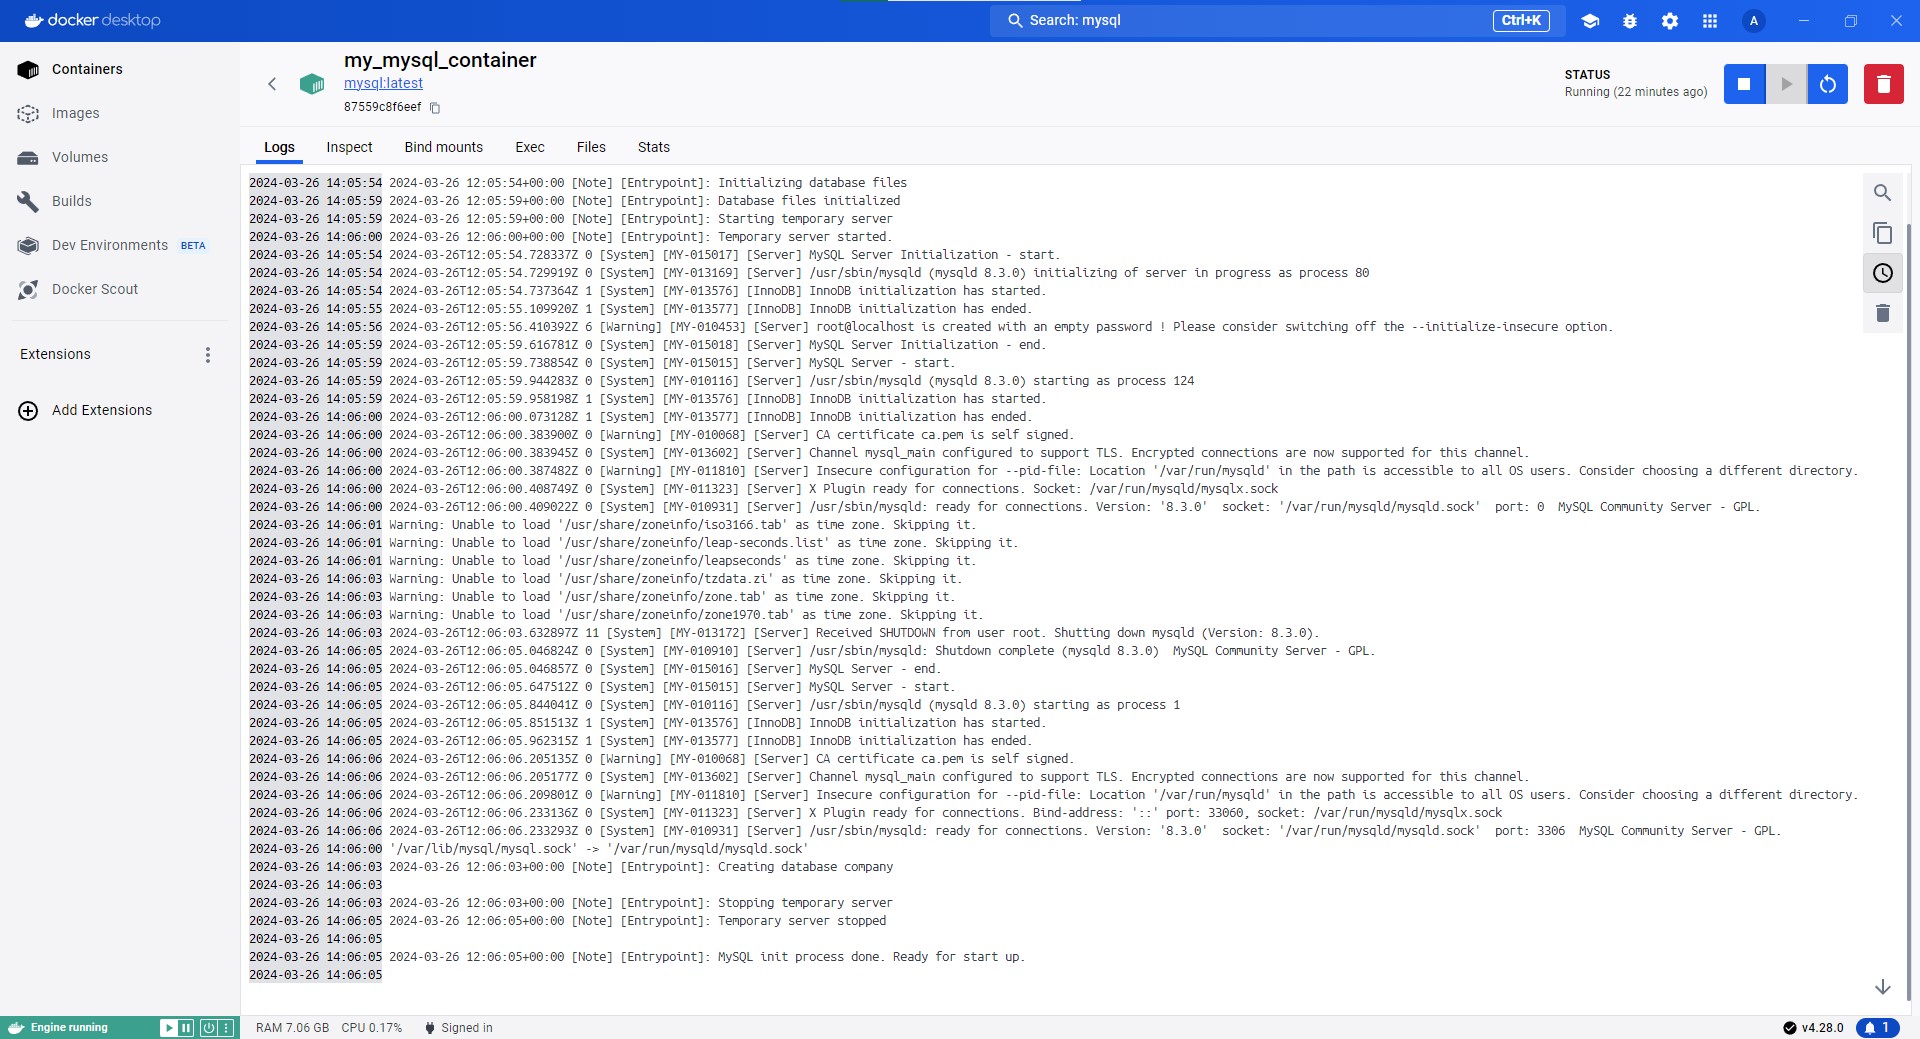 docker desktop
Search: mysql
Ctrl+K
A
Containers
Images
Volumes
Builds
Dev Environments BETA
Docker Scout
Extensions
Add Extensions
my_mysql_container
mysql:latest
87559c8f6eef
STATUS
Running (22 minutes ago)
Logs Inspect Bind mounts Exec Files Stats
2024-03-26 14:05:54 2024-03-26 12:05:54+00:00 [Note] [Entrypoint]: Initializing database files
2024-03-26 14:05:59 2024-03-26 12:05:59+00:00 [Note] [Entrypoint]: Database files initialized
2024-03-26 14:05:59 2024-03-26 12:05:59+00:00 [Note] [Entrypoint]: Starting temporary server
2024-03-26 14:06:00 2024-03-26 12:06:00+00:00 [Note] [Entrypoint]: Temporary server started.
2024-03-26 14:05:54 2024-03-26T12:05:54.728337Z 0 [System] [MY-015017] [Server] MySQL Server Initialization - start.
2024-03-26 14:05:54 2024-03-26T12:05:54.729919Z 0 [System] [MY-013169] [Server] /usr/sbin/mysqld (mysqld 8.3.0) initializing of server in progress as process 80
2024-03-26 14:05:54 2024-03-26T12:05:54.737364Z 1 [System] [MY-013576] [InnoDB] InnoDB initialization has started.
2024-03-26 14:05:55 2024-03-26T12:05:55.109920Z 1 [System] [MY-013577] [InnoDB] InnoDB initialization has ended.
2024-03-26 14:05:56 2024-03-26T12:05:56.410392Z 6 [Warning] [MY-010453] [Server] root@localhost is created with an empty password ! Please consider switching off the --initialize-insecure option.
2024-03-26 14:05:59 2024-03-26T12:05:59.616781Z 0 [System] [MY-015018] [Server] MySQL Server Initialization - end.
2024-03-26 14:05:59 2024-03-26T12:05:59.738854Z 0 [System] [MY-015015] [Server] MySQL Server - start.
2024-03-26 14:05:59 2024-03-26T12:05:59.944283Z 0 [System] [MY-010116] [Server] /usr/sbin/mysqld (mysqld 8.3.0) starting as process 124
2024-03-26 14:05:59 2024-03-26T12:05:59.958198Z 1 [System] [MY-013576] [InnoDB] InnoDB initialization has started.
2024-03-26 14:06:00 2024-03-26T12:06:00.073128Z 1 [System] [MY-013577] [InnoDB] InnoDB initialization has ended.
2024-03-26 14:06:00 2024-03-26T12:06:00.383900Z 0 [Warning] [MY-010068] [Server] CA certificate ca.pem is self signed.
2024-03-26 14:06:00 2024-03-26T12:06:00.383945Z 0 [System] [MY-013602] [Server] Channel mysql_main configured to support TLS. Encrypted connections are now supported for this channel.
2024-03-26 14:06:00 2024-03-26T12:06:00.387482Z 0 [Warning] [MY-011810] [Server] Insecure configuration for --pid-file: Location '/var/run/mysqld' in the path is accessible to all OS users. Consider choosing a different directory.
2024-03-26 14:06:00 2024-03-26T12:06:00.408749Z 0 [System] [MY-011323] [Server] X Plugin ready for connections. Socket: /var/run/mysqld/mysqlx.sock
2024-03-26 14:06:00 2024-03-26T12:06:00.409022Z 0 [System] [MY-010931] [Server] /usr/sbin/mysqld: ready for connections. Version: '8.3.0'  socket: '/var/run/mysqld/mysqld.sock'  port: 0  MySQL Community Server - GPL.
2024-03-26 14:06:01 Warning: Unable to load '/usr/share/zoneinfo/iso3166.tab' as time zone. Skipping it.
2024-03-26 14:06:01 Warning: Unable to load '/usr/share/zoneinfo/leap-seconds.list' as time zone. Skipping it.
2024-03-26 14:06:01 Warning: Unable to load '/usr/share/zoneinfo/leapseconds' as time zone. Skipping it.
2024-03-26 14:06:03 Warning: Unable to load '/usr/share/zoneinfo/tzdata.zi' as time zone. Skipping it.
2024-03-26 14:06:03 Warning: Unable to load '/usr/share/zoneinfo/zone.tab' as time zone. Skipping it.
2024-03-26 14:06:03 Warning: Unable to load '/usr/share/zoneinfo/zone1970.tab' as time zone. Skipping it.
2024-03-26 14:06:03 2024-03-26T12:06:03.632897Z 11 [System] [MY-013172] [Server] Received SHUTDOWN from user root. Shutting down mysqld (Version: 8.3.0).
2024-03-26 14:06:05 2024-03-26T12:06:05.046824Z 0 [System] [MY-010910] [Server] /usr/sbin/mysqld: Shutdown complete (mysqld 8.3.0)  MySQL Community Server - GPL.
2024-03-26 14:06:05 2024-03-26T12:06:05.046857Z 0 [System] [MY-015016] [Server] MySQL Server - end.
2024-03-26 14:06:05 2024-03-26T12:06:05.647512Z 0 [System] [MY-015015] [Server] MySQL Server - start.
2024-03-26 14:06:05 2024-03-26T12:06:05.844041Z 0 [System] [MY-010116] [Server] /usr/sbin/mysqld (mysqld 8.3.0) starting as process 1
2024-03-26 14:06:05 2024-03-26T12:06:05.851513Z 1 [System] [MY-013576] [InnoDB] InnoDB initialization has started.
2024-03-26 14:06:05 2024-03-26T12:06:05.962315Z 1 [System] [MY-013577] [InnoDB] InnoDB initialization has ended.
2024-03-26 14:06:06 2024-03-26T12:06:06.205135Z 0 [Warning] [MY-010068] [Server] CA certificate ca.pem is self signed.
2024-03-26 14:06:06 2024-03-26T12:06:06.205177Z 0 [System] [MY-013602] [Server] Channel mysql_main configured to support TLS. Encrypted connections are now supported for this channel.
2024-03-26 14:06:06 2024-03-26T12:06:06.209801Z 0 [Warning] [MY-011810] [Server] Insecure configuration for --pid-file: Location '/var/run/mysqld' in the path is accessible to all OS users. Consider choosing a different directory.
2024-03-26 14:06:06 2024-03-26T12:06:06.233136Z 0 [System] [MY-011323] [Server] X Plugin ready for connections. Bind-address: '::' port: 33060, socket: /var/run/mysqld/mysqlx.sock
2024-03-26 14:06:06 2024-03-26T12:06:06.233293Z 0 [System] [MY-010931] [Server] /usr/sbin/mysqld: ready for connections. Version: '8.3.0'  socket: '/var/run/mysqld/mysqld.sock'  port: 3306  MySQL Community Server - GPL.
2024-03-26 14:06:00 '/var/lib/mysql/mysql.sock' -> '/var/run/mysqld/mysqld.sock'
2024-03-26 14:06:03 2024-03-26 12:06:03+00:00 [Note] [Entrypoint]: Creating database company
2024-03-26 14:06:03
2024-03-26 14:06:03 2024-03-26 12:06:03+00:00 [Note] [Entrypoint]: Stopping temporary server
2024-03-26 14:06:05 2024-03-26 12:06:05+00:00 [Note] [Entrypoint]: Temporary server stopped
2024-03-26 14:06:05
2024-03-26 14:06:05 2024-03-26 12:06:05+00:00 [Note] [Entrypoint]: MySQL init process done. Ready for start up.
2024-03-26 14:06:05
Engine running
RAM 7.06 GB CPU 0.17% Signed in
v4.28.0
1